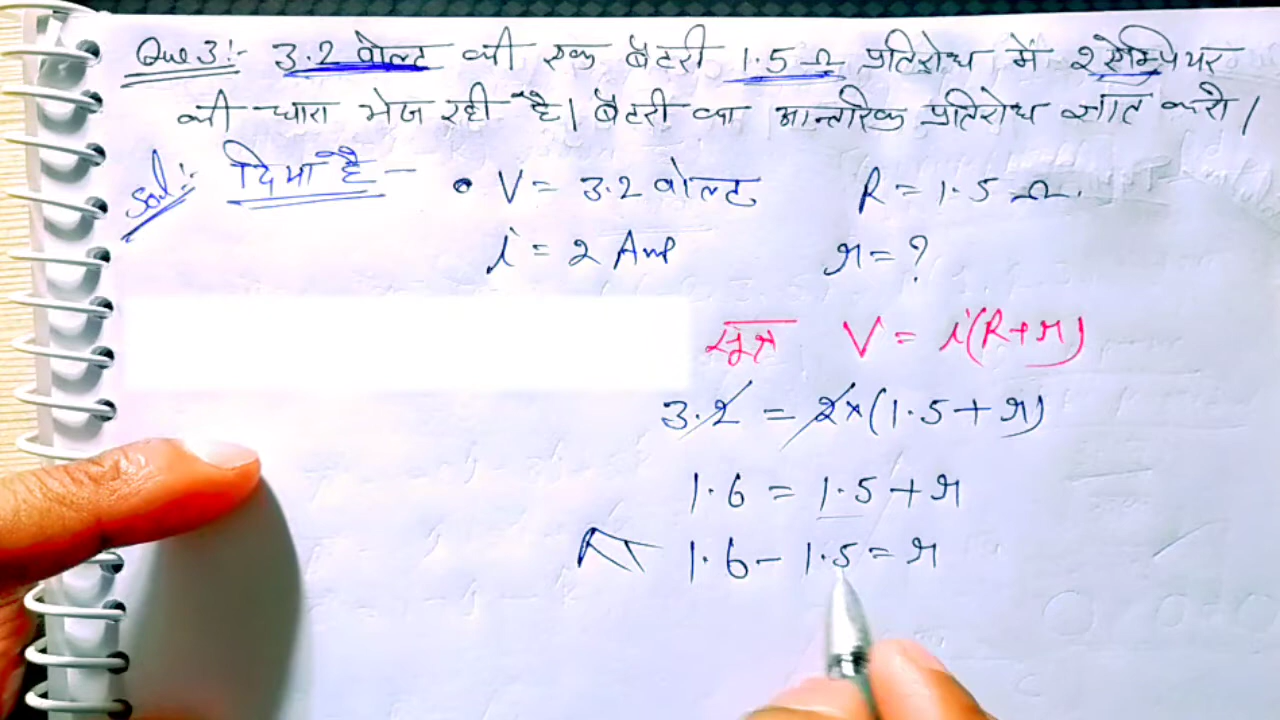 Que 3:- 3.2 वोल्ट की एक बैटरी 1.5 Ω प्रतिरोध में 2 ऐम्पियर
की धारा भेज रही है। बैटरी का आन्तरिक प्रतिरोध ज्ञात करो।
Sol:- दिया है - • V = 3.2 वोल्ट R = 1.5 Ω.
i = 2 Amp r = ?
सूत्र V = i(R+r)
3.2 = 2×(1.5+r)
1.6 = 1.5+r
1.6 - 1.5 = r